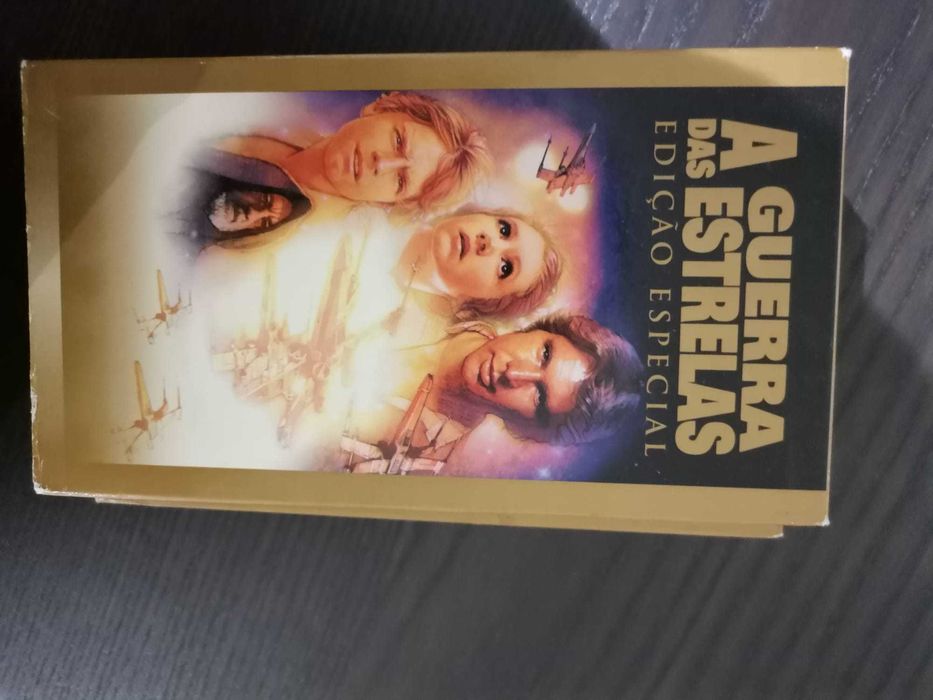 A GUERRA
DAS ESTRELAS
EDIÇÃO ESPECIAL